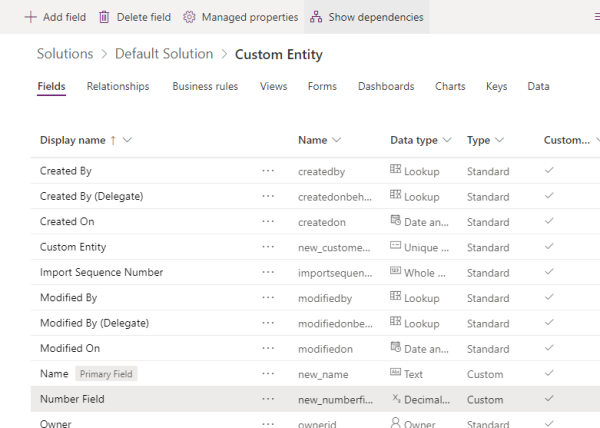 + Add field Delete field Managed properties Show dependencies
Solutions > Default Solution > Custom Entity
Fields Relationships Business rules Views Forms Dashboards Charts Keys Data
Display name ↑ Name Data type Type Custom...
Created By ... createdby Lookup Standard
Created By (Delegate) ... createdonbeh... Lookup Standard
Created On ... createdon Date an... Standard
Custom Entity ... new_custome... Unique ... Standard
Import Sequence Number ... importsequen... Whole ... Standard
Modified By ... modifiedby Lookup Standard
Modified By (Delegate) ... modifiedonbe... Lookup Standard
Modified On ... modifiedon Date an... Standard
Name Primary Field ... new_name Abc Text Custom
Number Field ... new_numberfi... Decimal... Custom
Owner ownerid Owner Standard